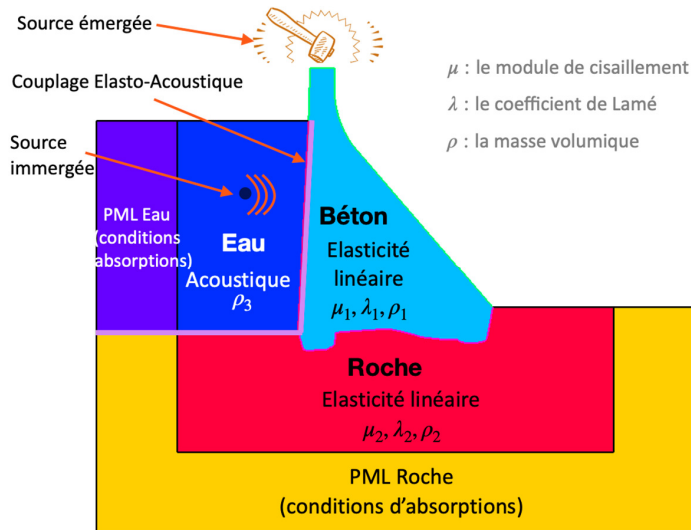 Source émergée
Couplage Elasto-Acoustique
Source
immergée
μ : le module de cisaillement
λ : le coefficient de Lamé
ρ : la masse volumique
PML Eau
(conditions
absorptions)
Eau
Acoustique
ρ₃
Béton
Elasticité
linéaire
μ₁, λ₁, ρ₁
Roche
Elasticité linéaire
μ₂, λ₂, ρ₂
PML Roche
(conditions d’absorptions)